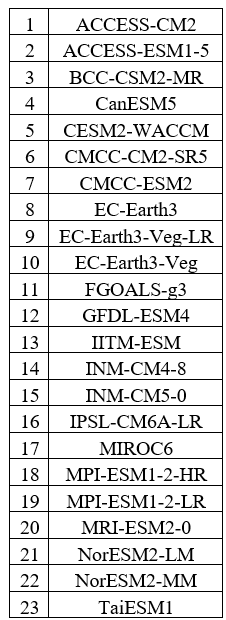 1 ACCESS-CM2
2 ACCESS-ESM1-5
3 BCC-CSM2-MR
4 CanESM5
5 CESM2-WACCM
6 CMCC-CM2-SR5
7 CMCC-ESM2
8 EC-Earth3
9 EC-Earth3-Veg-LR
10 EC-Earth3-Veg
11 FGOALS-g3
12 GFDL-ESM4
13 IITM-ESM
14 INM-CM4-8
15 INM-CM5-0
16 IPSL-CM6A-LR
17 MIROC6
18 MPI-ESM1-2-HR
19 MPI-ESM1-2-LR
20 MRI-ESM2-0
21 NorESM2-LM
22 NorESM2-MM
23 TaiESM1